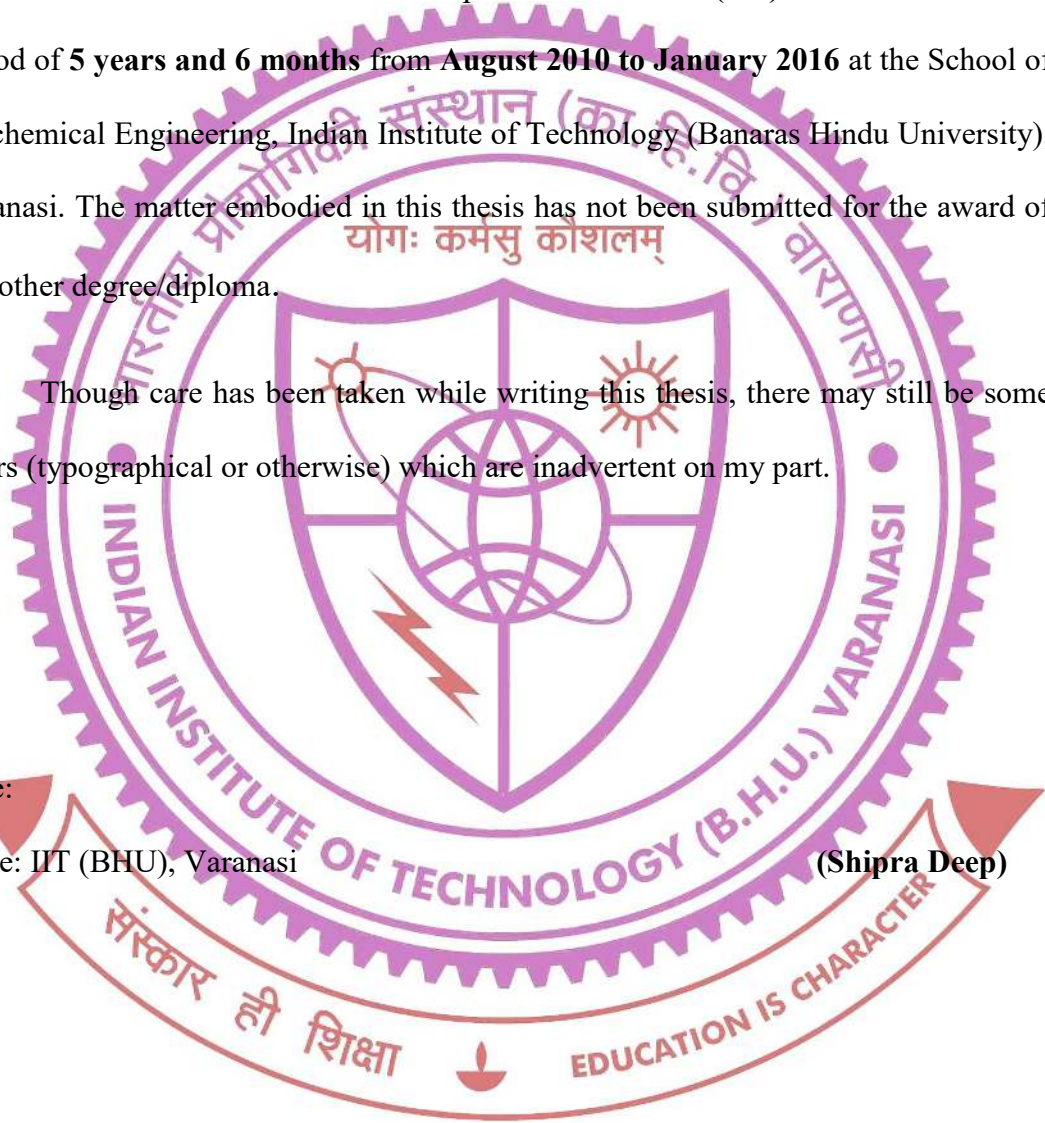 od of 5 years and 6 months from August 2010 to January 2016 at the School of
chemical Engineering, Indian Institute of Technology (Banaras Hindu University)
anasi. The matter embodied in this thesis has not been submitted for the award of
other degree/diploma.
Though care has been taken while writing this thesis, there may still be some
rs (typographical or otherwise) which are inadvertent on my part.
e:
e: IIT (BHU), Varanasi (Shipra Deep)
भारतीय प्रौद्योगिकी संस्थान (का.हि.वि.) वाराणसी
योगः कर्मसु कौशलम्
INDIAN INSTITUTE OF TECHNOLOGY (B.H.U.) VARANASI
संस्कार ही शिक्षा
EDUCATION IS CHARACTER